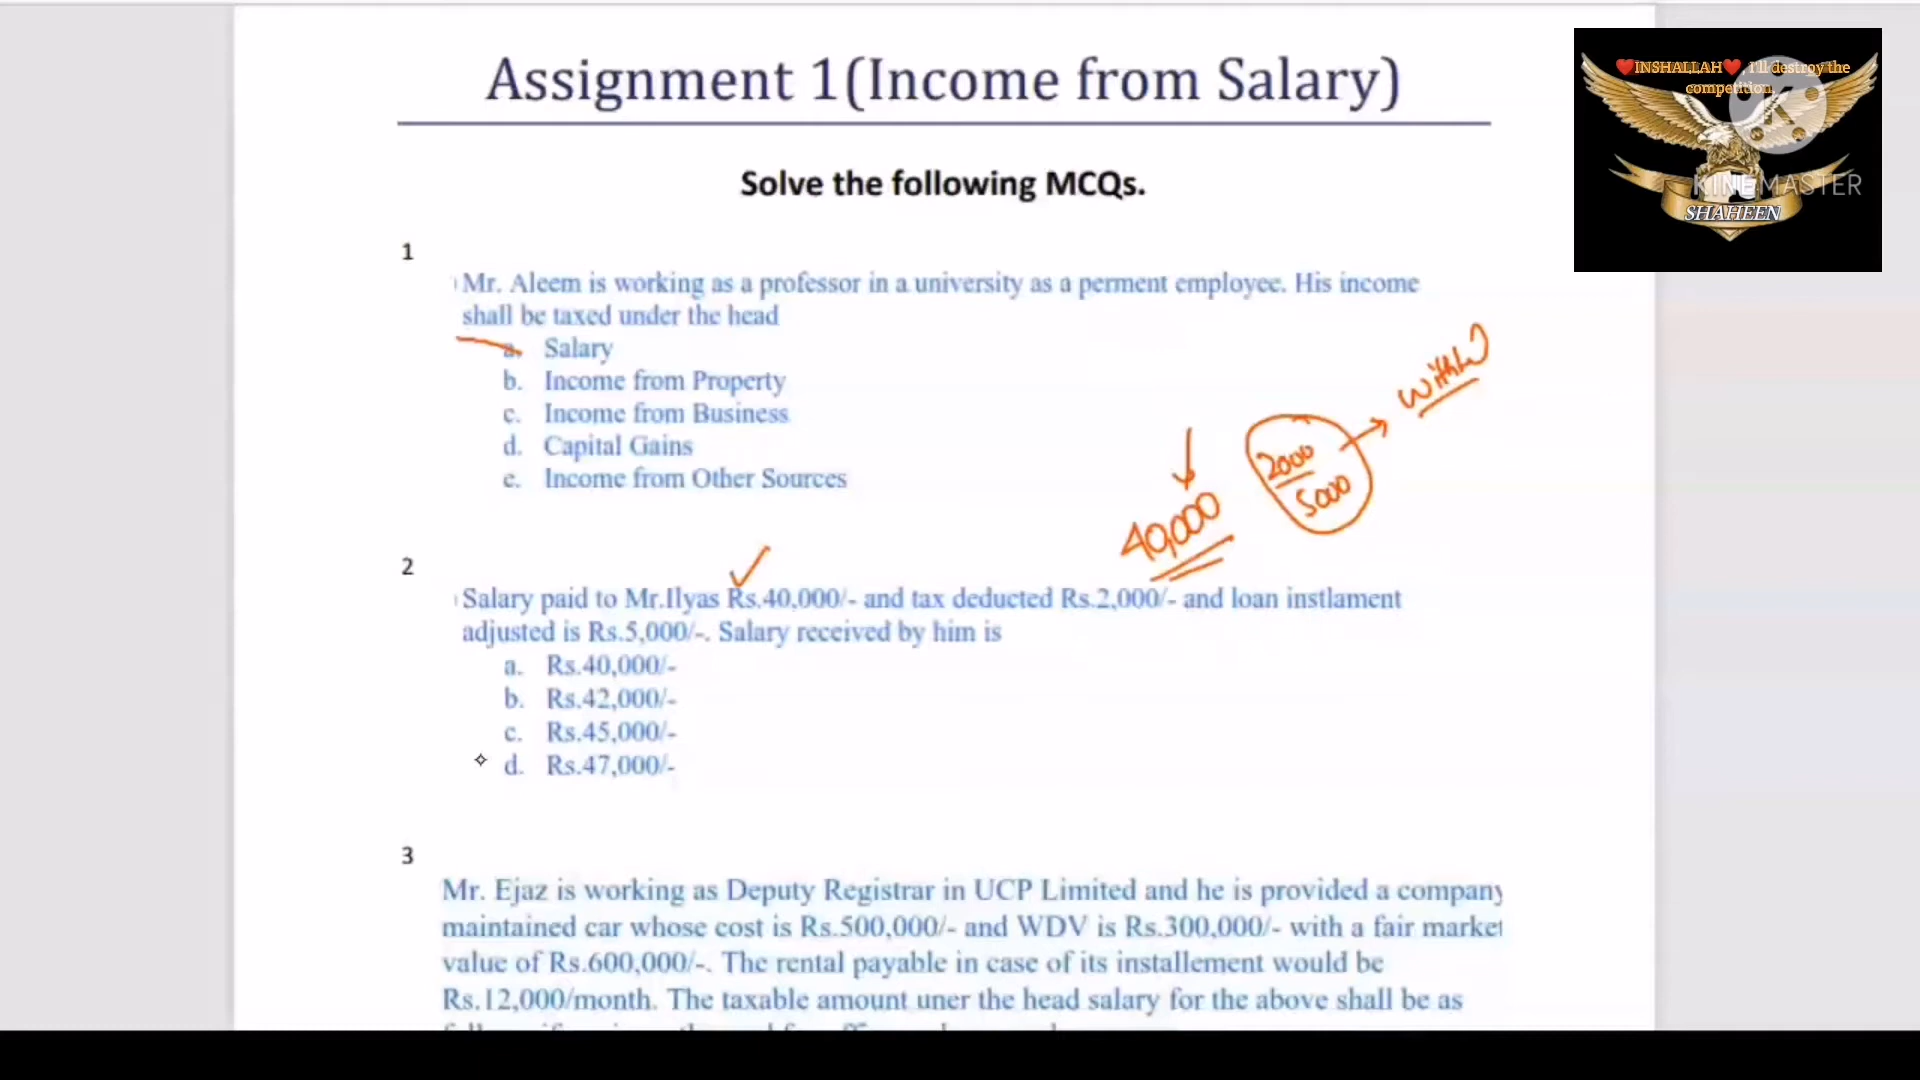 Assignment 1(Income from Salary)
Solve the following MCQs.
1
Mr. Aleem is working as a professor in a university as a perment employee. His income
shall be taxed under the head
a. Salary
b. Income from Property
c. Income from Business
d. Capital Gains
e. Income from Other Sources
40,000
2000
5000
2
Salary paid to Mr.Ilyas Rs.40,000/- and tax deducted Rs.2,000/- and loan instlament
adjusted is Rs.5,000/-. Salary received by him is
a. Rs.40,000/-
b. Rs.42,000/-
c. Rs.45,000/-
d. Rs.47,000/-
3
Mr. Ejaz is working as Deputy Registrar in UCP Limited and he is provided a company
maintained car whose cost is Rs.500,000/- and WDV is Rs.300,000/- with a fair market
value of Rs.600,000/-. The rental payable in case of its installement would be
Rs.12,000/month. The taxable amount uner the head salary for the above shall be as
❤️INSHALLAH❤️, I'll destroy the
competition.
K
KINEMASTER
SHAHEEN